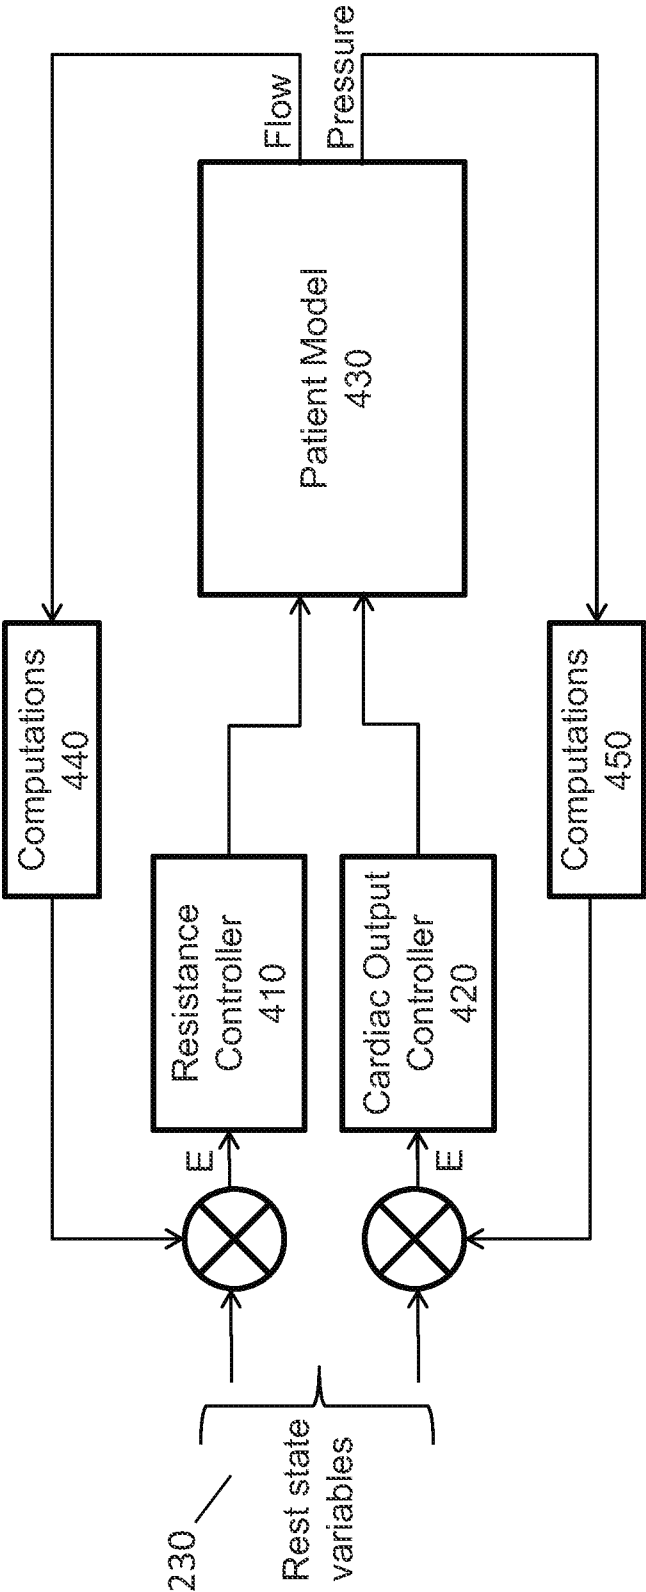 230
Rest state
variables
E
E
Resistance
Controller
410
Cardiac Output
Controller
420
Computations
440
Computations
450
Patient Model
430
Flow
Pressure